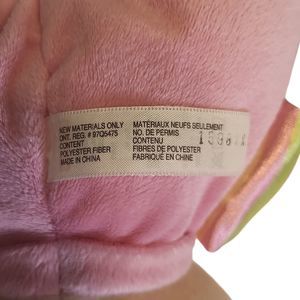 NEW MATERIALS ONLY
ONT. REG. # 97Q5475
CONTENT
POLYESTER FIBER
MADE IN CHINA
MATÉRIAUX NEUFS SEULEMENT
NO. DE PERMIS
CONTENU
FIBRES DE POLYESTER
FABRIQUÉ EN CHINE